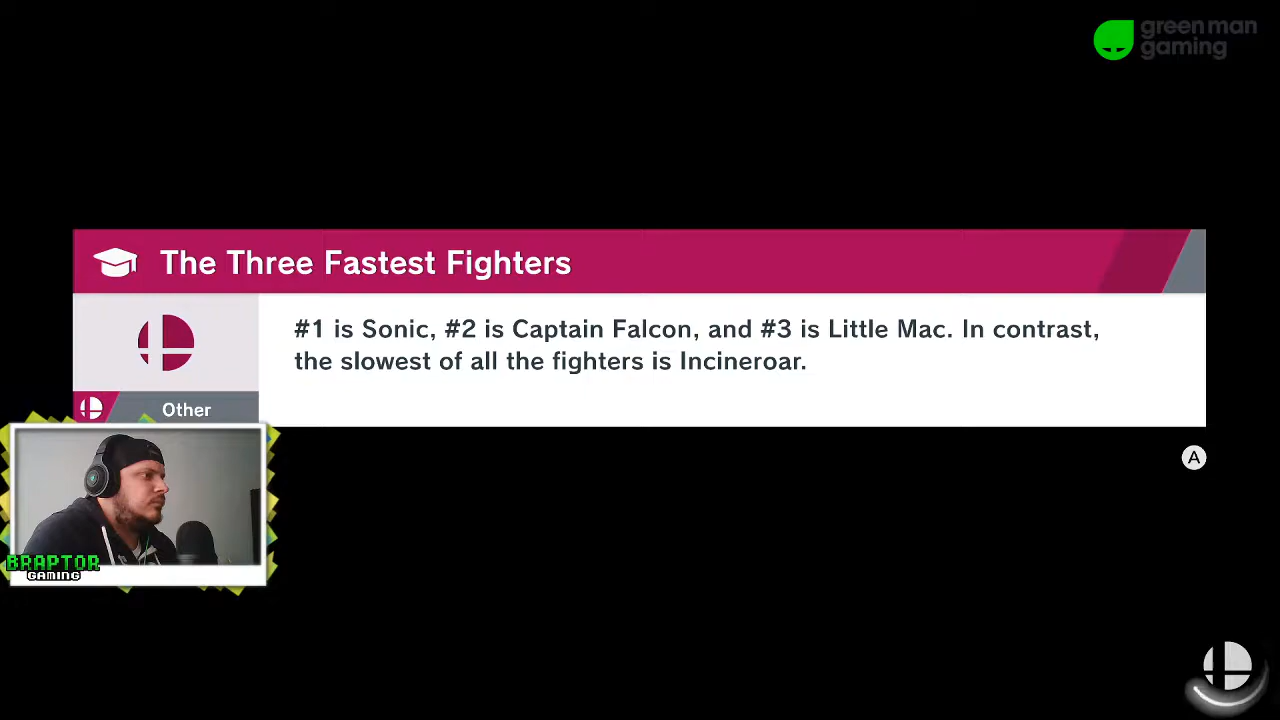 green man
gaming
The Three Fastest Fighters
#1 is Sonic, #2 is Captain Falcon, and #3 is Little Mac. In contrast,
the slowest of all the fighters is Incineroar.
Other
A
BRAPTOR
GAMING